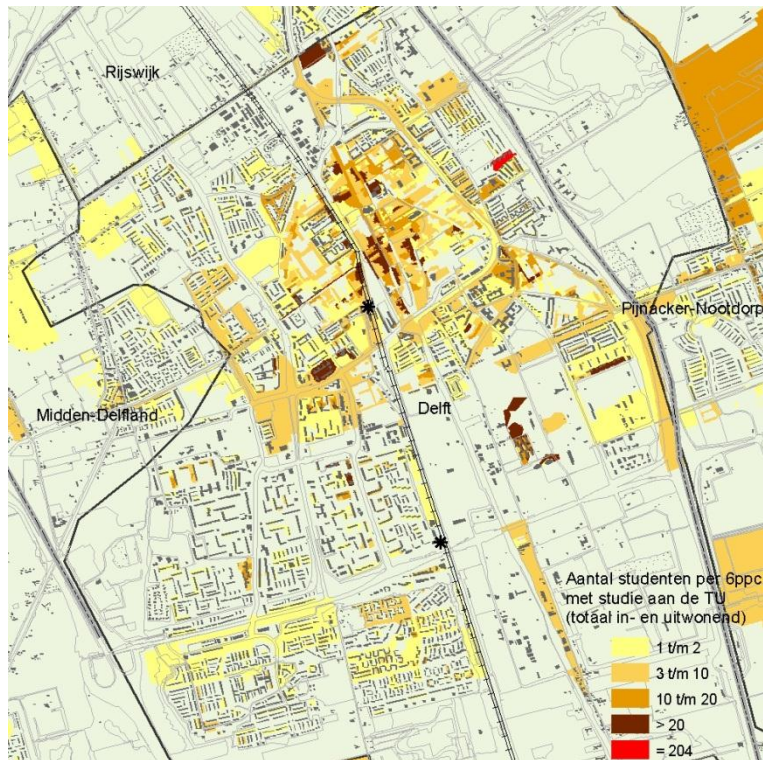 Rijswijk
Pijnacker-Nootdorp
Midden-Delfland
Delft
Aantal studenten per 6ppc
met studie aan de TU
(totaal in- en uitwonend)
1 t/m 2
3 t/m 10
10 t/m 20
> 20
= 204